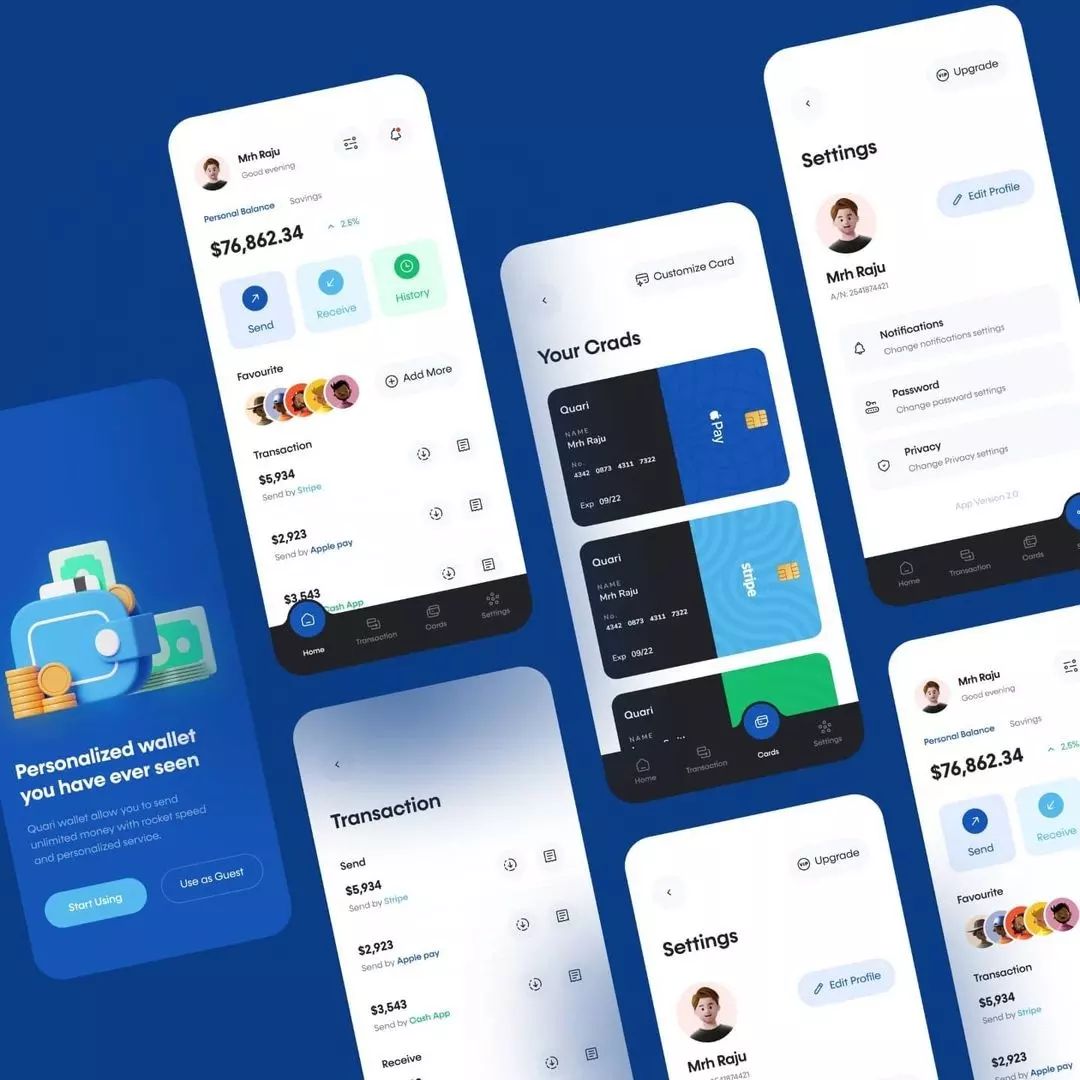 Mrh Raju
Good evening
Personal Balance Savings
$76,862.34 2.5%
Send Receive History
Favourite
Add More
Transaction
$5,934
Send by Stripe
$2,923
Send by Apple pay
$3,543
Cash App
Home Transaction Cards Settings
Personalized wallet
you have ever seen
Quari wallet allow you to send
unlimited money with rocket speed
and personalized service.
Start Using Use as Guest
Customize Card
Your Crads
Quari
NAME
Mrh Raju
No.
4342 0873 4311 7322
Exp 09/22
Pay
Quari
NAME
Mrh Raju
No.
4342 0873 4311 7322
Exp 09/22
stripe
Quari
NAME
Home Transaction Cards Settings
VIP Upgrade
Settings
Edit Profile
Mrh Raju
A/N: 2541874421
Notifications
Change notifications settings
Password
Change password settings
Privacy
Change Privacy settings
App Version 2.0
Home Transaction Cards
Transaction
Send
$5,934
Send by Stripe
$2,923
Send by Apple pay
$3,543
Send by Cash App
Receive
VIP Upgrade
Settings
Edit Profile
Mrh Raju
Mrh Raju
Good evening
Personal Balance Savings
$76,862.34 2.5%
Send Receive
Favourite
Transaction
$5,934
Send by Stripe
$2,923
Send by Apple pay